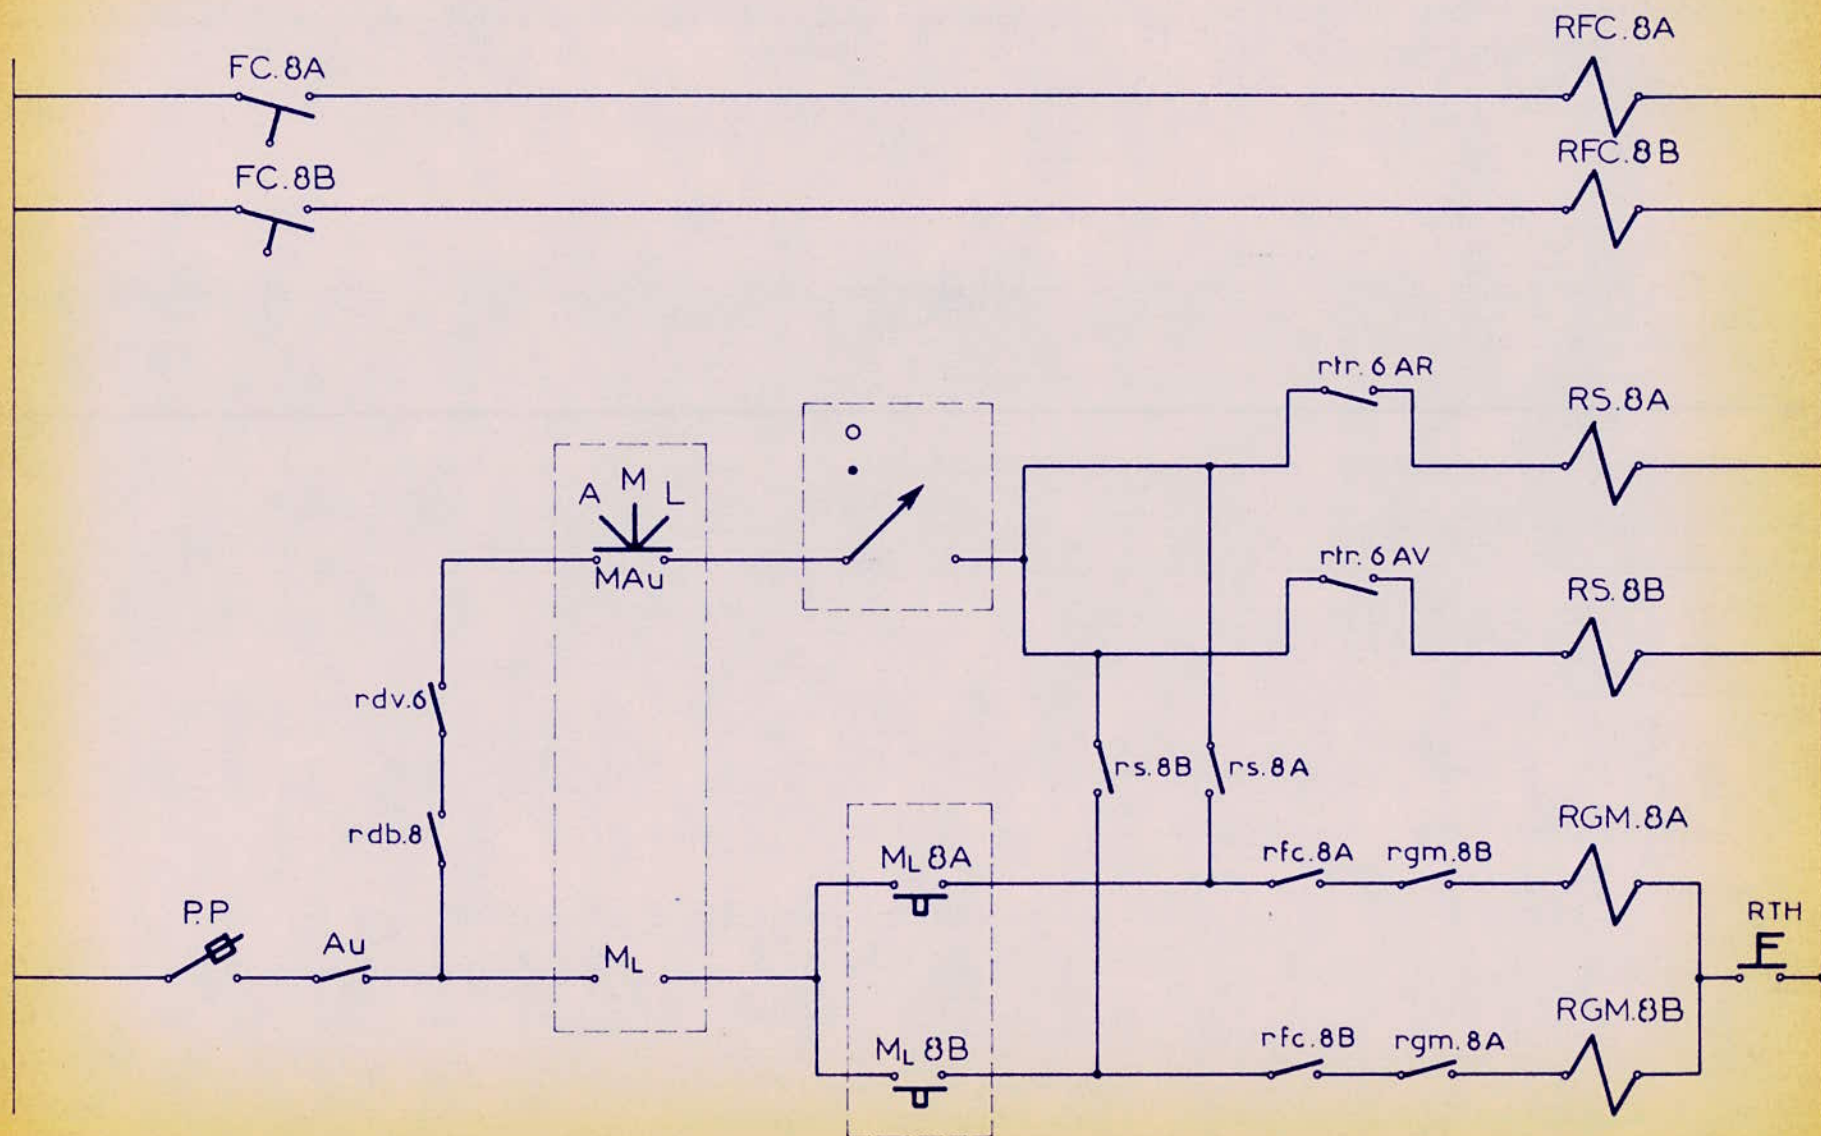 RFC. 8A
FC. 8A
RFC. 8 B
FC. 8B
rtr. 6 AR
RS. 8A
A M L
MAu
rtr. 6 AV
RS. 8B
rdv.6
rs. 8B
rs. 8A
rdb.8
RGM. 8A
ML 8A
rfc. 8A
rgm. 8B
P.P
RTH
Au
ML
RGM.8B
ML 8B
rfc. 8B
rgm. 8A